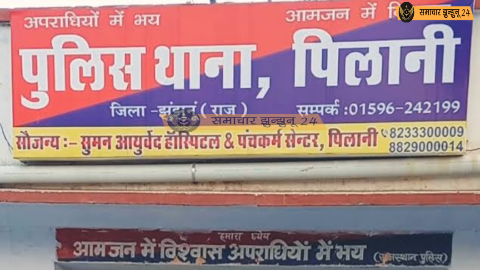 समाचार झुन्झुनू 24
अपराधियों में भय आमजन में
पुलिस थाना, पिलानी
जिला -झुंझुनूं (राज) सम्पर्क :01596-242199
समाचार झुन्झुनू 24
सौजन्य :- सुमन आयुर्वेद हॉस्पिटल & पंचकर्म सेन्टर, पिलानी 8233300009
8829000014
हमारा ध्येय
आमजन में विश्वास अपराधियों में भय (राजस्थान पुलिस)